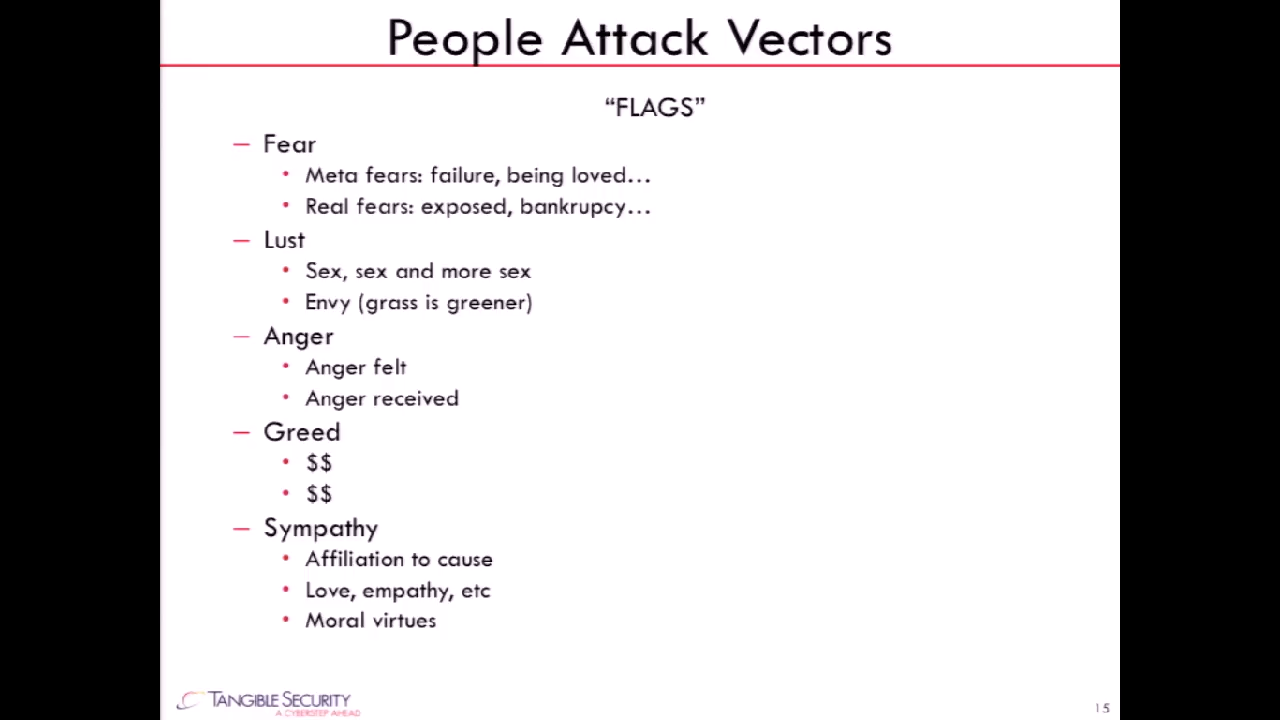 People Attack Vectors
“FLAGS”
– Fear
• Meta fears: failure, being loved…
• Real fears: exposed, bankrupcy…
– Lust
• Sex, sex and more sex
• Envy (grass is greener)
– Anger
• Anger felt
• Anger received
– Greed
• $$
• $$
– Sympathy
• Affiliation to cause
• Love, empathy, etc
• Moral virtues
TANGIBLE SECURITY
A CYBERSTEP AHEAD
15